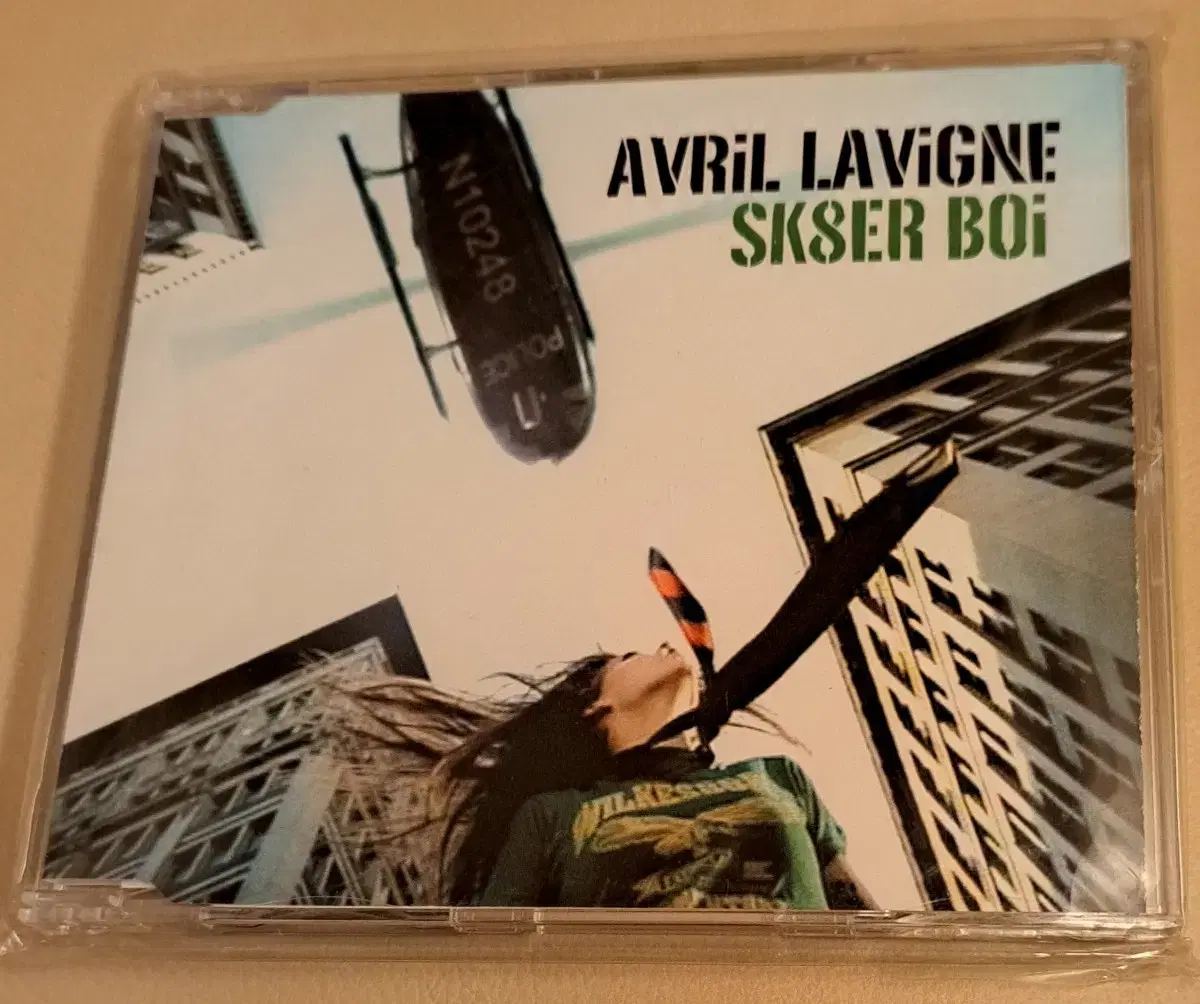 AVRiL LAViGNE
SK8ER BOi
N10248
POLICE